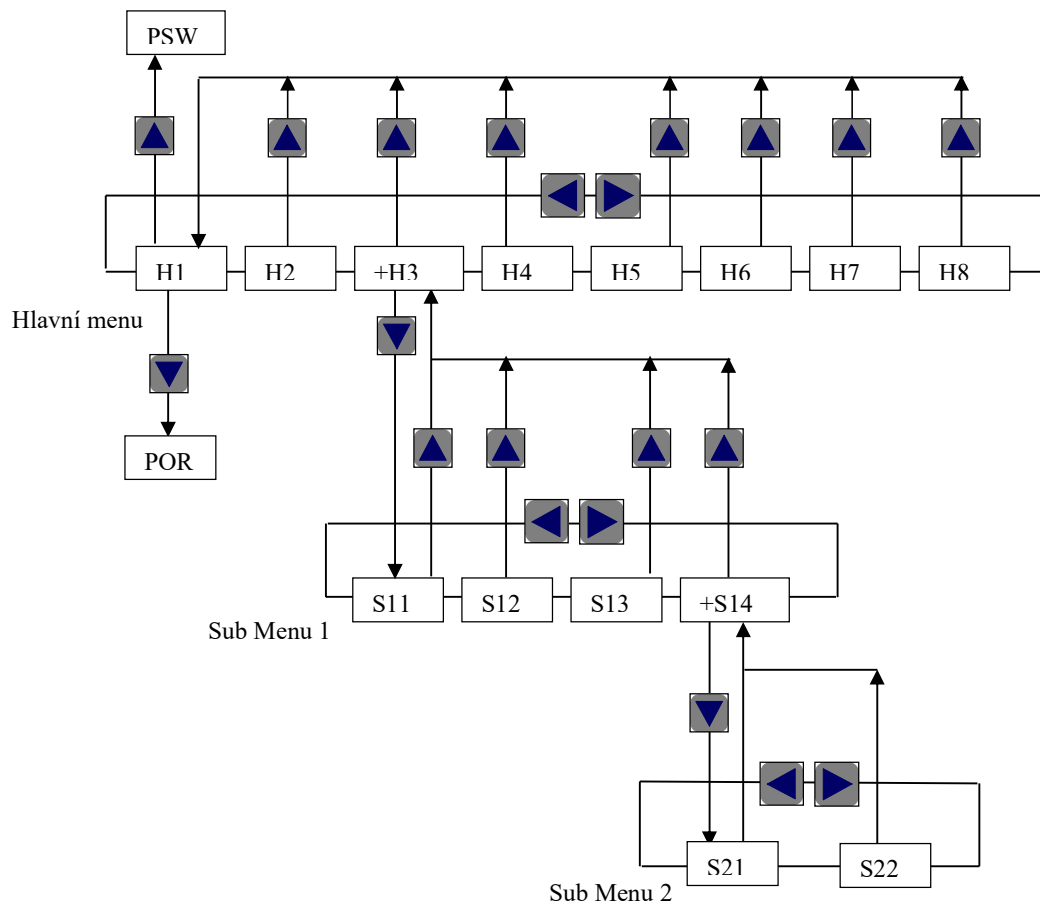 PSW
H1 H2 +H3 H4 H5 H6 H7 H8
Hlavní menu
POR
S11 S12 S13 +S14
Sub Menu 1
S21 S22
Sub Menu 2